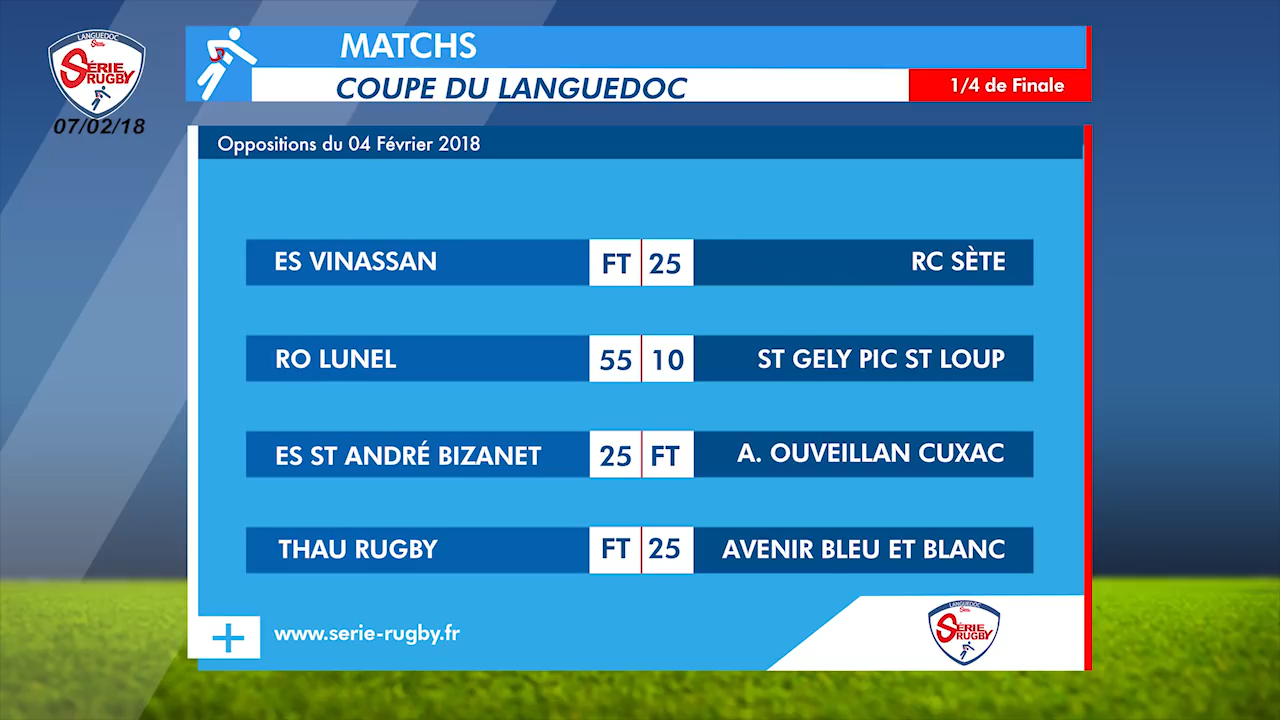 LANGUEDOC
SÉRIE
RUGBY
07/02/18
MATCHS
COUPE DU LANGUEDOC
1/4 de Finale
Oppositions du 04 Février 2018
ES VINASSAN FT 25 RC SÈTE
RO LUNEL 55 10 ST GELY PIC ST LOUP
ES ST ANDRÉ BIZANET 25 FT A. OUVEILLAN CUXAC
THAU RUGBY FT 25 AVENIR BLEU ET BLANC
+ www.serie-rugby.fr
LANGUEDOC
SÉRIE
RUGBY